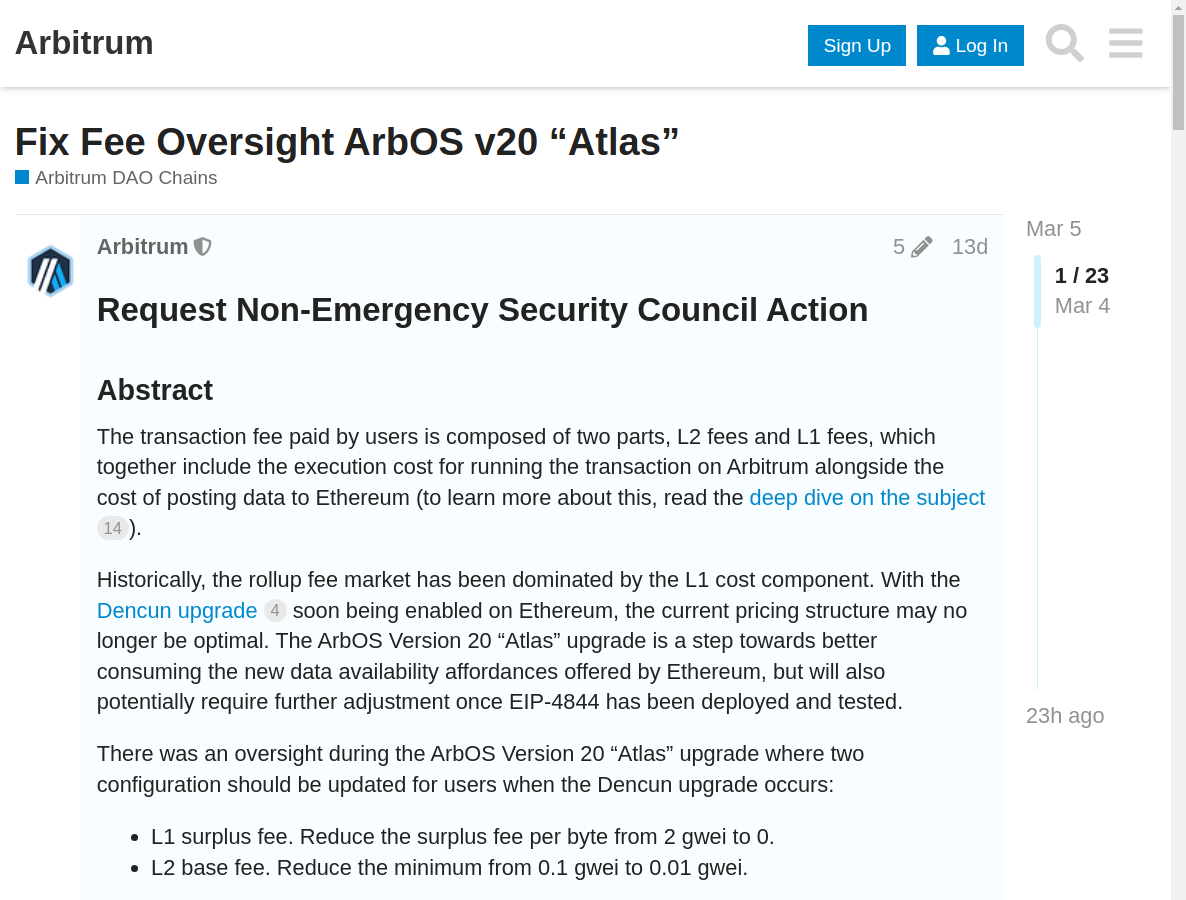 Arbitrum
Sign Up
Log In
Fix Fee Oversight ArbOS v20 “Atlas”
Arbitrum DAO Chains
Arbitrum
5
13d
Mar 5
1 / 23
Mar 4
23h ago
Request Non-Emergency Security Council Action
Abstract
The transaction fee paid by users is composed of two parts, L2 fees and L1 fees, which
together include the execution cost for running the transaction on Arbitrum alongside the
cost of posting data to Ethereum (to learn more about this, read the deep dive on the subject
14 ).
Historically, the rollup fee market has been dominated by the L1 cost component. With the
Dencun upgrade 4 soon being enabled on Ethereum, the current pricing structure may no
longer be optimal. The ArbOS Version 20 “Atlas” upgrade is a step towards better
consuming the new data availability affordances offered by Ethereum, but will also
potentially require further adjustment once EIP-4844 has been deployed and tested.
There was an oversight during the ArbOS Version 20 “Atlas” upgrade where two
configuration should be updated for users when the Dencun upgrade occurs:
• L1 surplus fee. Reduce the surplus fee per byte from 2 gwei to 0.
• L2 base fee. Reduce the minimum from 0.1 gwei to 0.01 gwei.